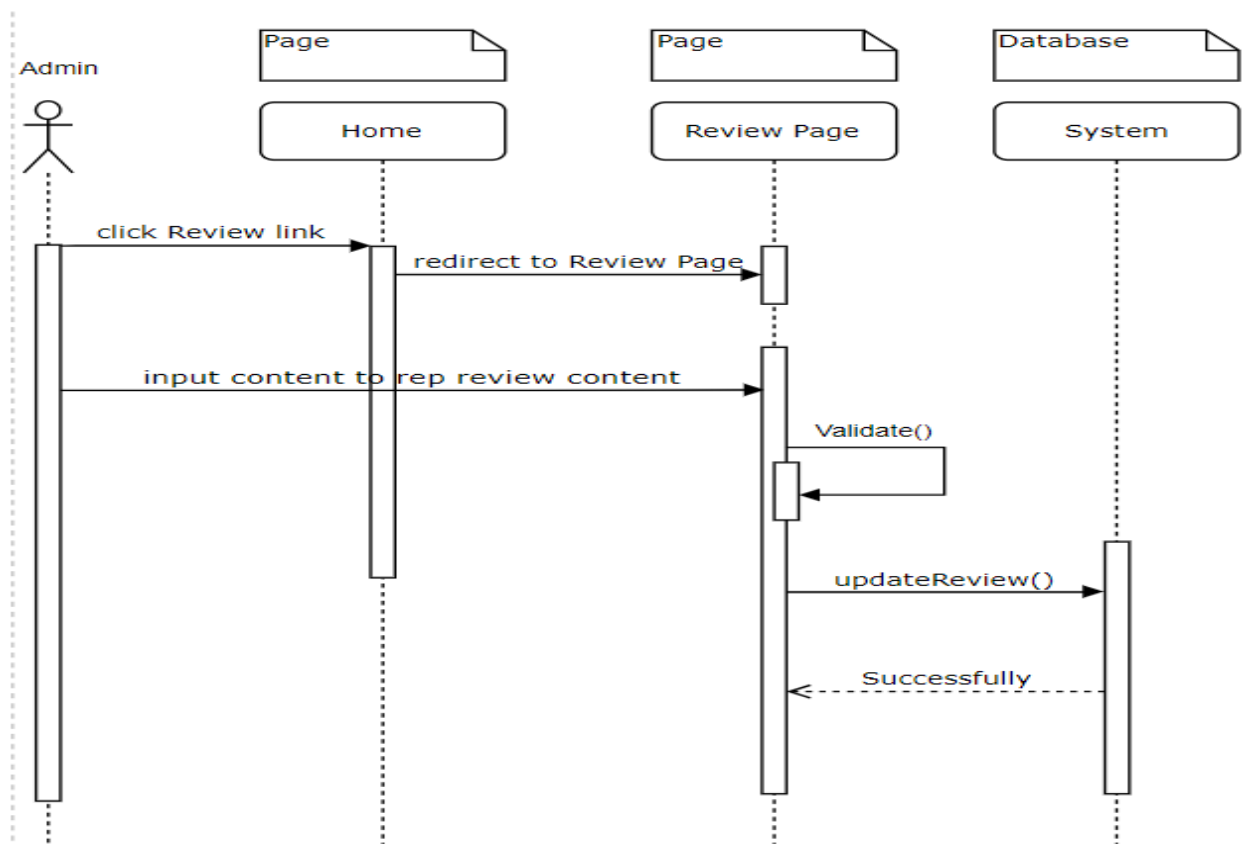 Page
Page
Database
Admin
Home
Review Page
System
click Review link
redirect to Review Page
input content to rep review content
Validate()
updateReview()
Successfully